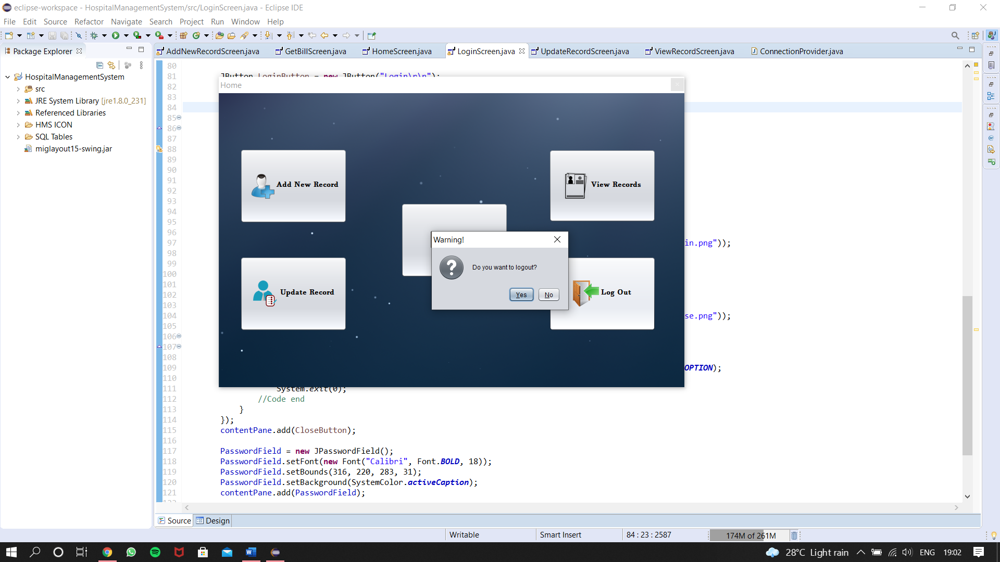 eclipse-workspace - HospitalManagementSystem/src/LoginScreen.java - Eclipse IDE
File Edit Source Refactor Navigate Search Project Run Window Help
Package Explorer
AddNewRecordScreen.java GetBillScreen.java HomeScreen.java LoginScreen.java UpdateRecordScreen.java ViewRecordScreen.java ConnectionProvider.java
HospitalManagementSystem
src
JRE System Library [jre1.8.0_231]
Referenced Libraries
HMS ICON
SQL Tables
miglayout15-swing.jar
80
81 JButton LoginButton = new JButton("Login\r\n");
82
83
84
85
86
87
88
89
90
91
92
93
94
95
96
97 in.png"));
98
99
100
101
102
103
104 se.png"));
105
106
107
108
109 OPTION);
110
111 System.exit(0);
112 //Code end
113 }
114 });
115 contentPane.add(CloseButton);
116
117 PasswordField = new JPasswordField();
118 PasswordField.setFont(new Font("Calibri", Font.BOLD, 18));
119 PasswordField.setBounds(316, 220, 283, 31);
120 PasswordField.setBackground(SystemColor.activeCaption);
121 contentPane.add(PasswordField);
Home
Add New Record
View Records
Update Record
Log Out
Warning!
Do you want to logout?
Yes No
Source Design
Writable Smart Insert 84 : 23 : 2587 174M of 261M
28°C Light rain ENG 19:02